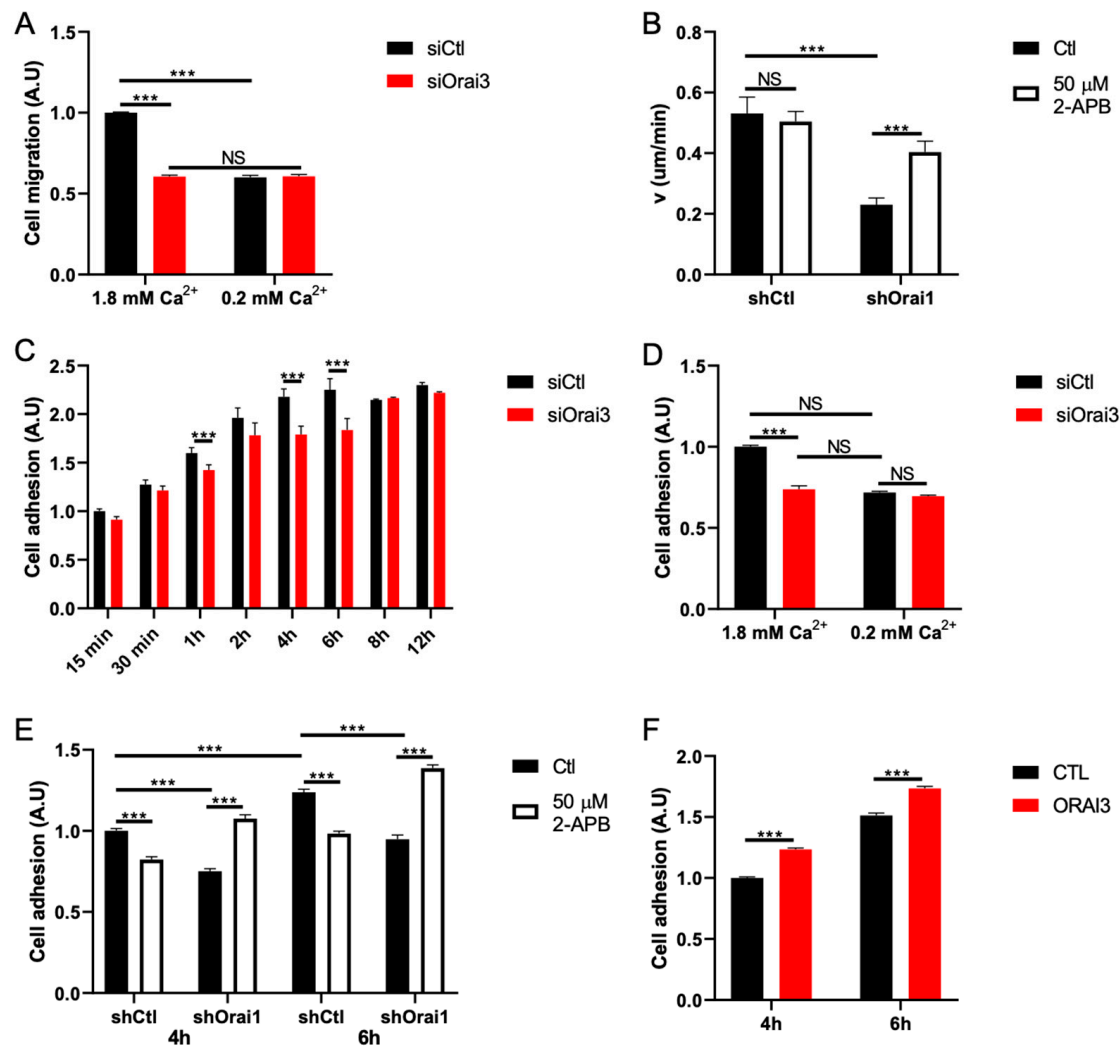 A
Cell migration (A.U)
1.5
1.0
0.5
0.0
***
***
NS
1.8 mM Ca²⁺
0.2 mM Ca²⁺
siCtl
siOrai3
B
v (um/min)
0.8
0.6
0.4
0.2
0.0
***
NS
***
shCtl
shOrai1
Ctl
50 μM
2-APB
C
Cell adhesion (A.U)
2.5
2.0
1.5
1.0
0.5
0.0
***
***
***
15 min
30 min
1h
2h
4h
6h
8h
12h
siCtl
siOrai3
D
Cell adhesion (A.U)
1.5
1.0
0.5
0.0
NS
***
NS
NS
1.8 mM Ca²⁺
0.2 mM Ca²⁺
siCtl
siOrai3
E
Cell adhesion (A.U)
1.5
1.0
0.5
0.0
***
***
***
***
***
***
***
shCtl
shOrai1
shCtl
shOrai1
4h
6h
Ctl
50 μM
2-APB
F
Cell adhesion (A.U)
2.0
1.5
1.0
0.5
0.0
***
***
4h
6h
CTL
ORAI3